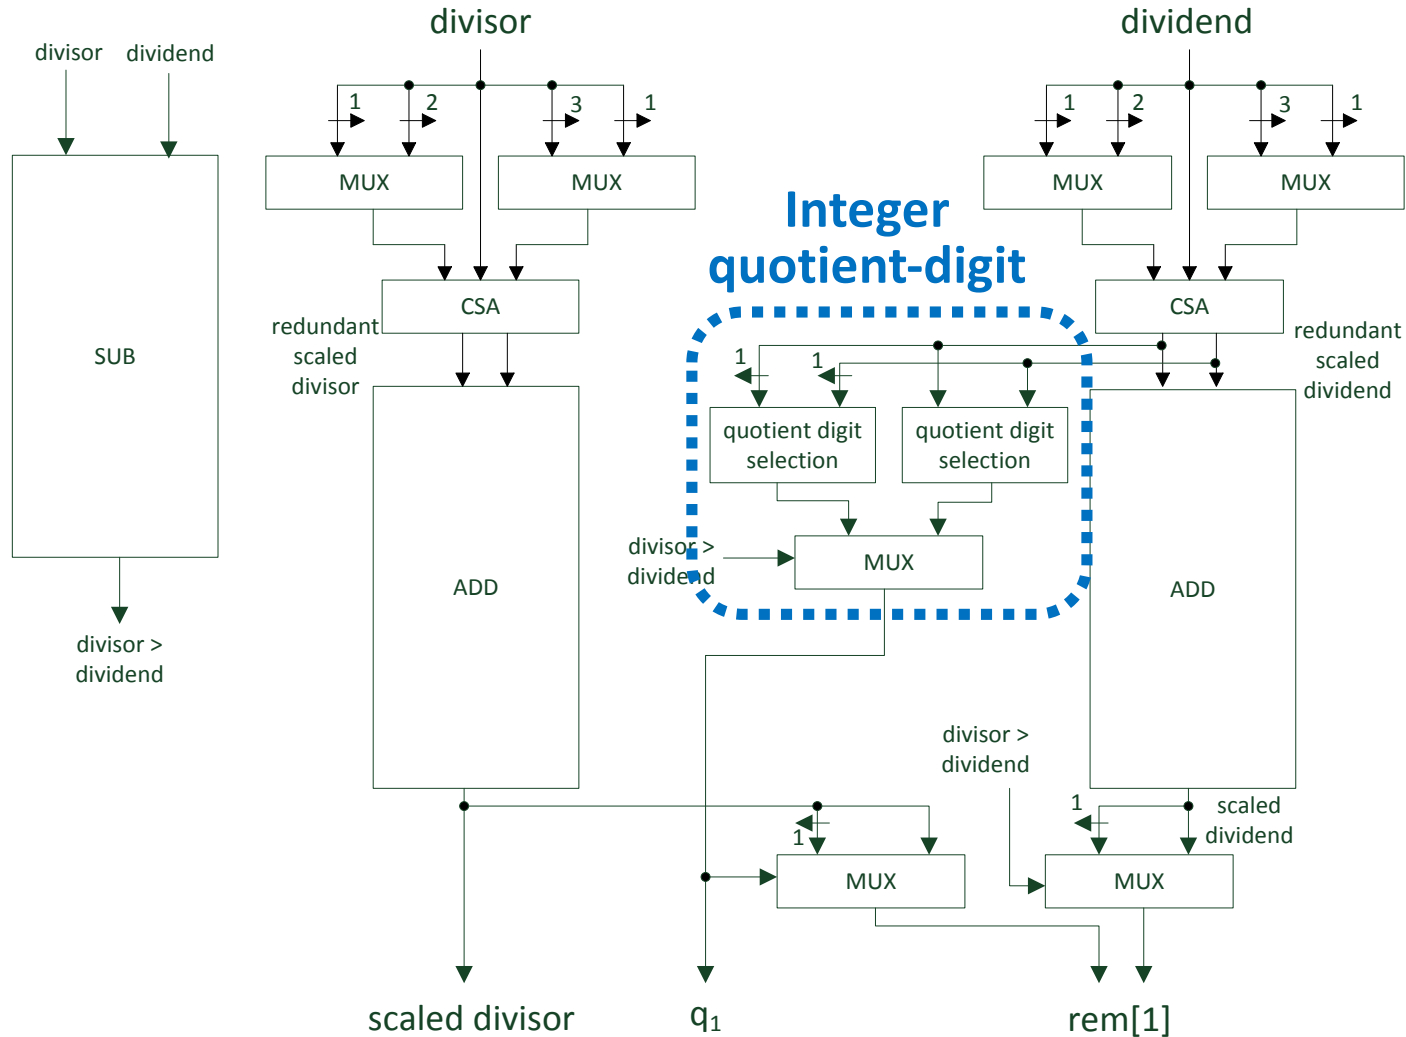 divisor
dividend
divisor
dividend
1
2
3
1
1
2
3
1
MUX
MUX
MUX
MUX
Integer
quotient-digit
CSA
CSA
redundant
scaled
divisor
redundant
scaled
dividend
SUB
1
1
quotient digit
selection
quotient digit
selection
divisor >
dividend
MUX
ADD
ADD
divisor >
dividend
divisor >
dividend
1
1
scaled
dividend
MUX
MUX
scaled divisor
q₁
rem[1]